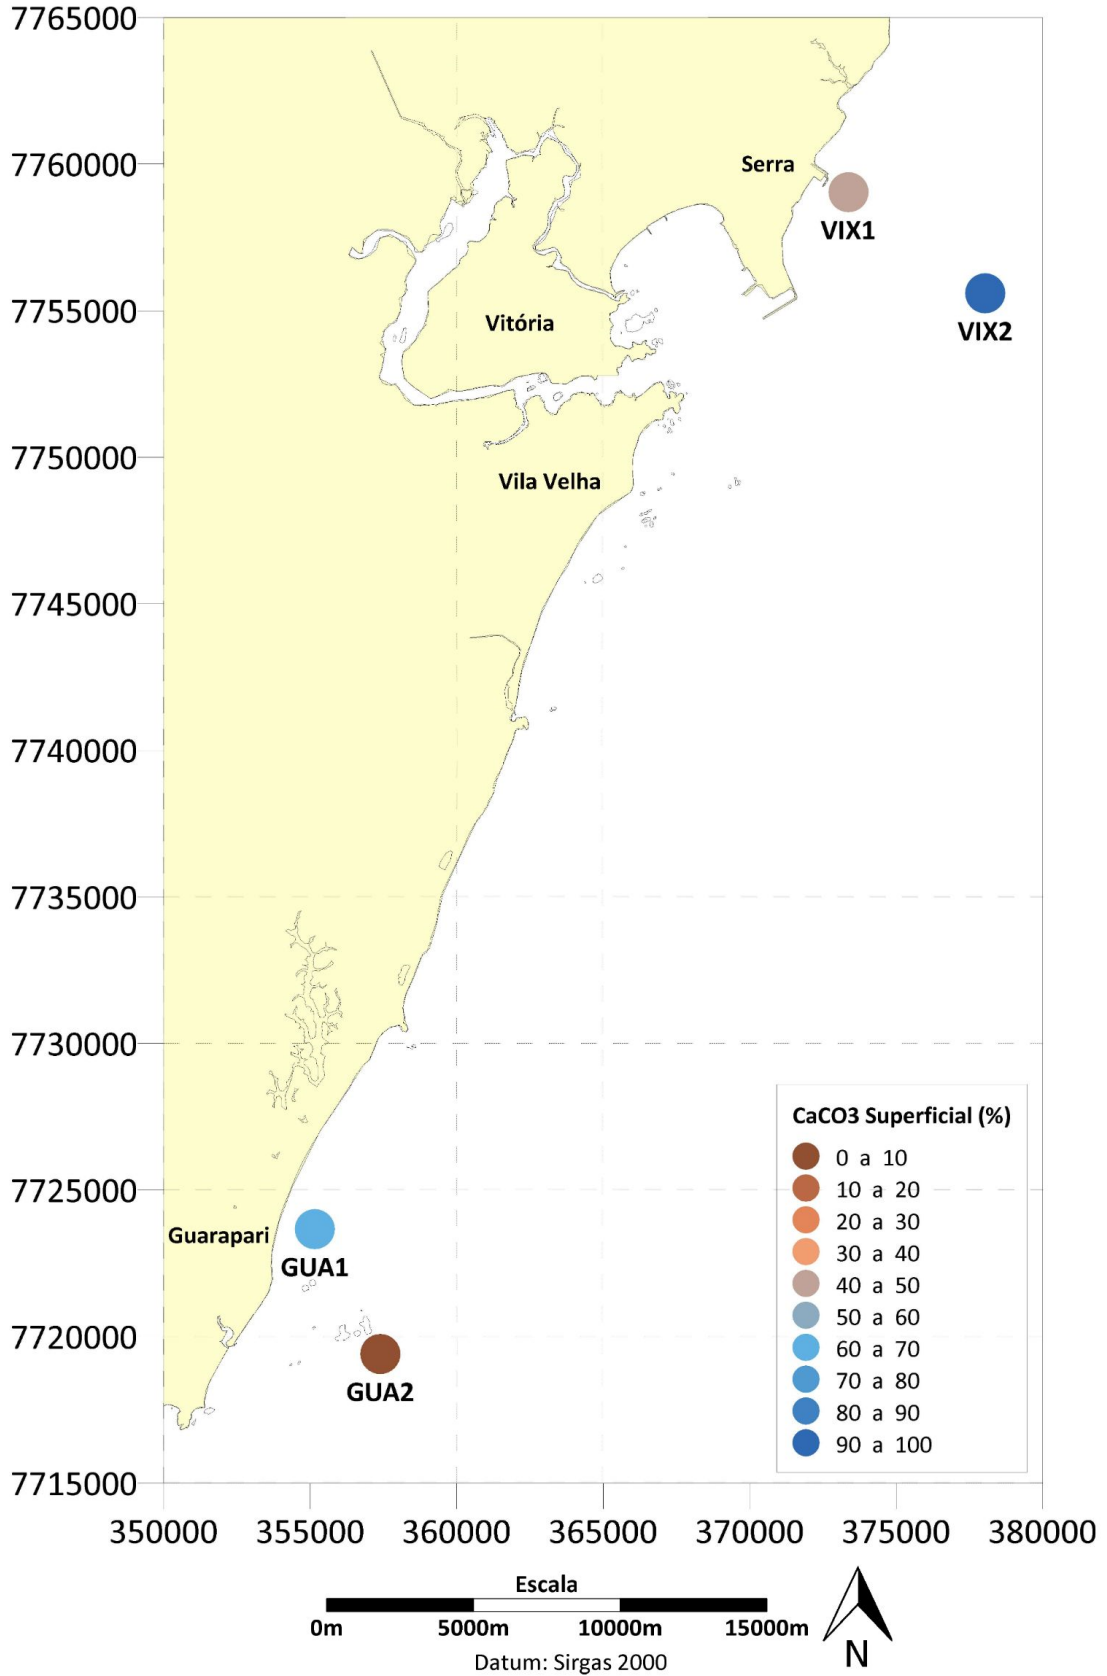 7765000
7760000
Serra
VIX1
7755000
Vitória
VIX2
7750000
Vila Velha
7745000
7740000
7735000
7730000
CaCO3 Superficial (%)
0 a 10
10 a 20
20 a 30
30 a 40
40 a 50
50 a 60
60 a 70
70 a 80
80 a 90
90 a 100
7725000
Guarapari
GUA1
7720000
GUA2
7715000
350000 355000 360000 365000 370000 375000 380000
Escala
0m 5000m 10000m 15000m
N
Datum: Sirgas 2000